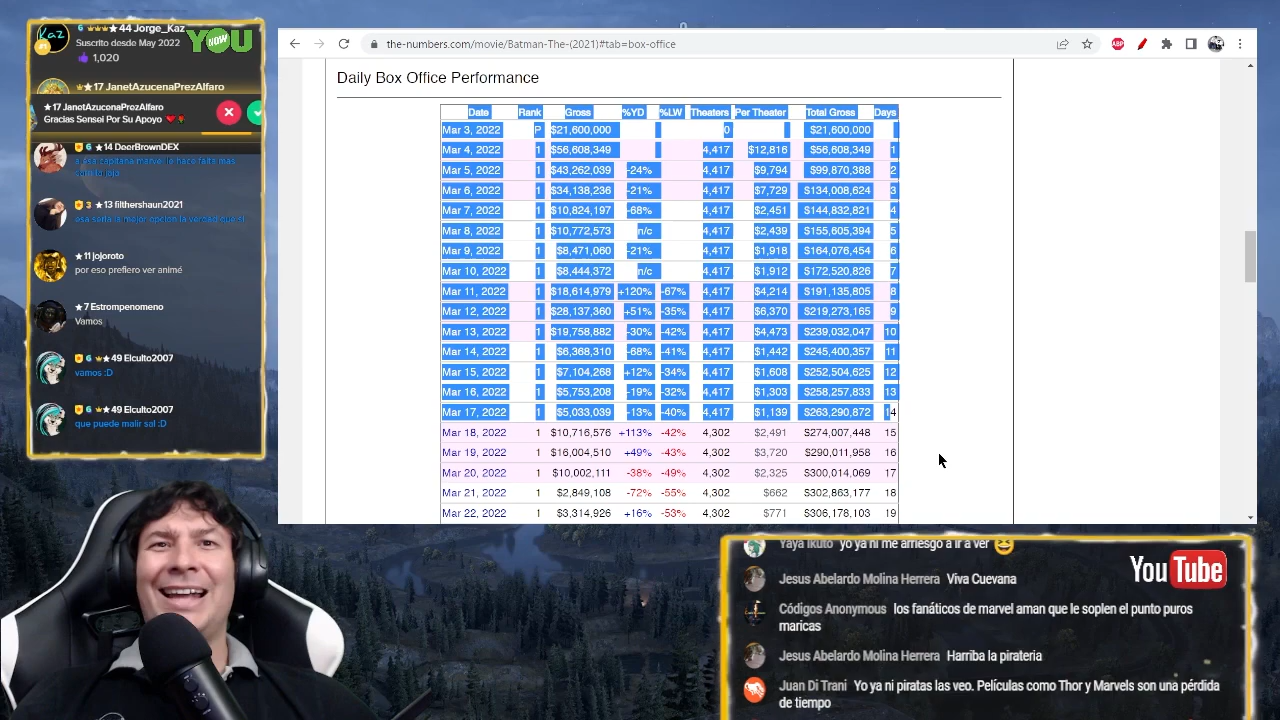 44 Jorge_Kaz
Suscrito desde May 2022
1,020
YOU
NOW
17 JanetAzucenaPrezAlfaro
17 JanetAzucenaPrezAlfaro
Gracias Sensei Por Su Apoyo
6 14 DeerBrownDEX
3 13 filthershaun2021
11 jojoroto
por eso prefiero ver animé
7 Estrompenomeno
Vamos
6 49 Elculto2007
vamos :D
6 49 Elculto2007
que puede malir sal :D
the-numbers.com/movie/Batman-The-(2021)#tab=box-office
ABP
Daily Box Office Performance
Date Rank Gross %YD %LW Theaters Per Theater Total Gross Days
Mar 3, 2022 P $21,600,000 0 $21,600,000
Mar 4, 2022 1 $56,608,349 4,417 $12,816 $56,608,349 1
Mar 5, 2022 1 $43,262,039 -24% 4,417 $9,794 $99,870,388 2
Mar 6, 2022 1 $34,138,236 -21% 4,417 $7,729 $134,008,624 3
Mar 7, 2022 1 $10,824,197 -68% 4,417 $2,451 $144,832,821 4
Mar 8, 2022 1 $10,772,573 n/c 4,417 $2,439 $155,605,394 5
Mar 9, 2022 1 $8,471,060 -21% 4,417 $1,918 $164,076,454 6
Mar 10, 2022 1 $8,444,372 n/c 4,417 $1,912 $172,520,826 7
Mar 11, 2022 1 $18,614,979 +120% -67% 4,417 $4,214 $191,135,805 8
Mar 12, 2022 1 $28,137,360 +51% -35% 4,417 $6,370 $219,273,165 9
Mar 13, 2022 1 $19,758,882 -30% -42% 4,417 $4,473 $239,032,047 10
Mar 14, 2022 1 $6,368,310 -68% -41% 4,417 $1,442 $245,400,357 11
Mar 15, 2022 1 $7,104,268 +12% -34% 4,417 $1,608 $252,504,625 12
Mar 16, 2022 1 $5,753,208 -19% -32% 4,417 $1,303 $258,257,833 13
Mar 17, 2022 1 $5,033,039 -13% -40% 4,417 $1,139 $263,290,872 14
Mar 18, 2022 1 $10,716,576 +113% -42% 4,302 $2,491 $274,007,448 15
Mar 19, 2022 1 $16,004,510 +49% -43% 4,302 $3,720 $290,011,958 16
Mar 20, 2022 1 $10,002,111 -38% -49% 4,302 $2,325 $300,014,069 17
Mar 21, 2022 1 $2,849,108 -72% -55% 4,302 $662 $302,863,177 18
Mar 22, 2022 1 $3,314,926 +16% -53% 4,302 $771 $306,178,103 19
Yaya Ikuto yo ya ni me arriesgo a ir a ver
YouTube
Jesus Abelardo Molina Herrera Viva Cuevana
Códigos Anonymous los fanáticos de marvel aman que le soplen el punto puros
maricas
Jesus Abelardo Molina Herrera Harriba la pirateria
Juan Di Trani Yo ya ni piratas las veo. Películas como Thor y Marvels son una pérdida
de tiempo